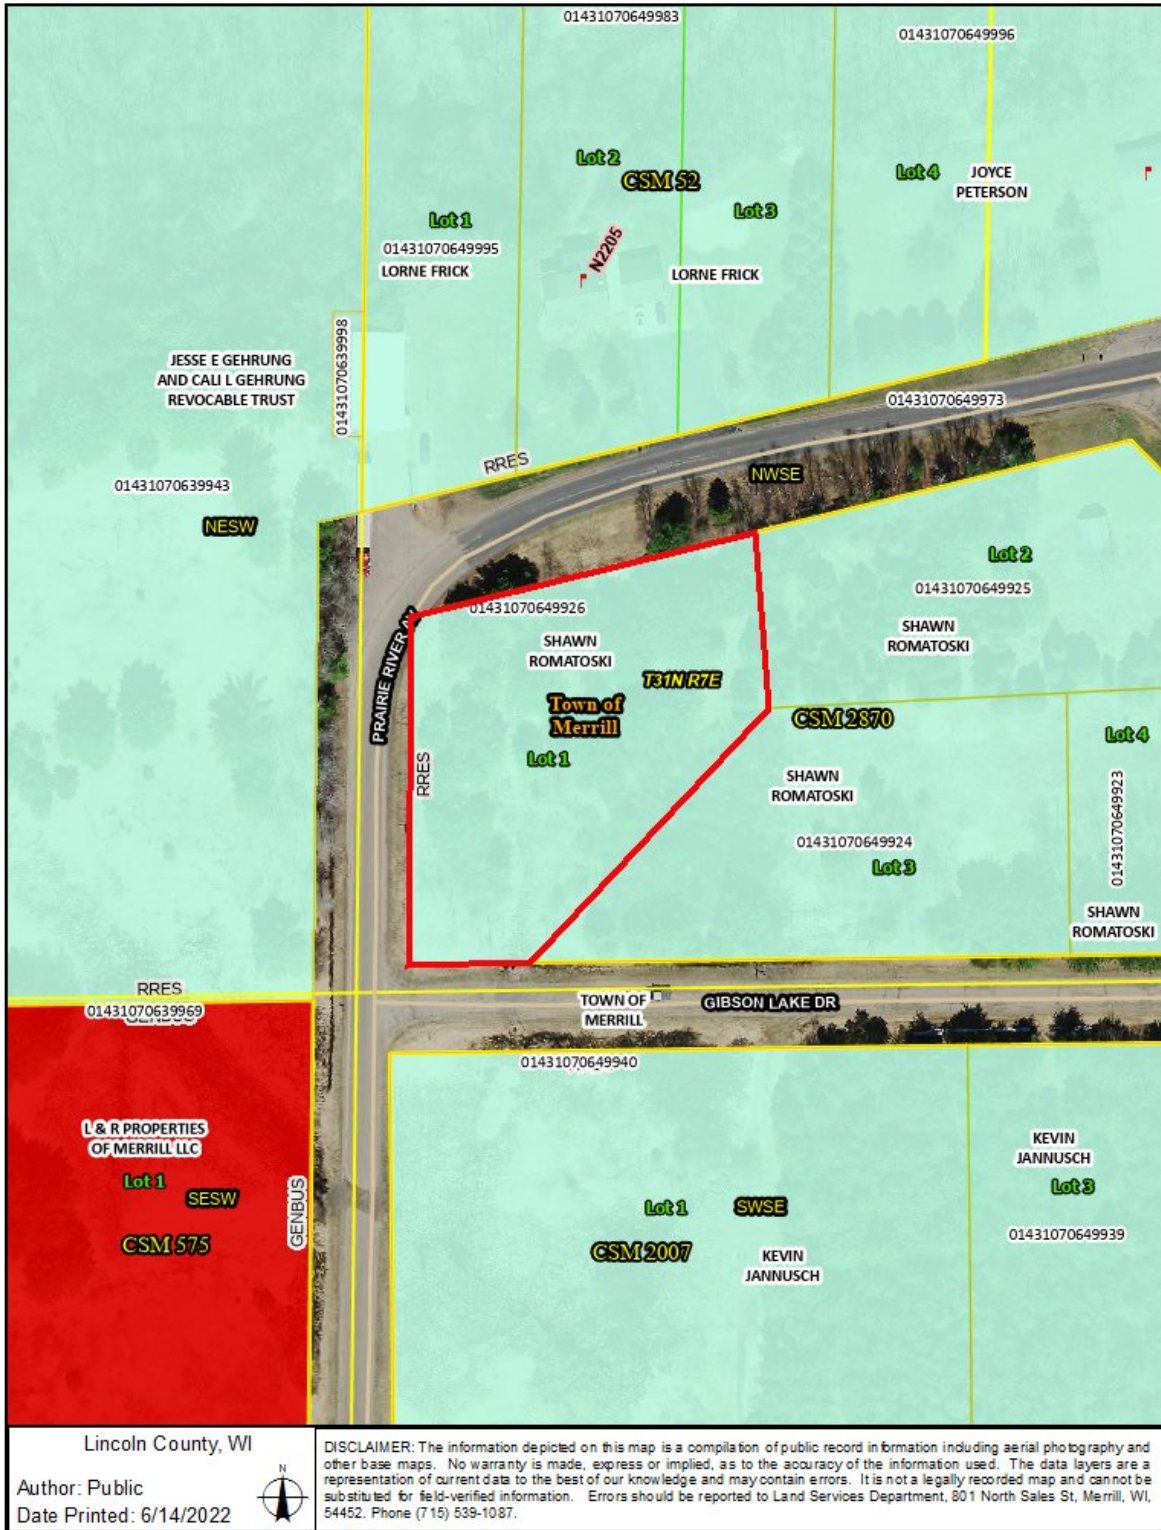 01431070649983
01431070649996
Lot 2
CSM 52
Lot 4
JOYCE
PETERSON
Lot 1
Lot 3
01431070649995
LORNE FRICK
N2205
LORNE FRICK
01431070639998
JESSE E GEHRUNG
AND CALI L GEHRUNG
REVOCABLE TRUST
01431070649973
RRES
NWSE
01431070639943
NESW
Lot 2
01431070649925
01431070649926
SHAWN
ROMATOSKI
SHAWN
ROMATOSKI
PRAIRIE RIVER AV
T31N R7E
Town of
Merrill
CSM 2870
Lot 4
Lot 1
RRES
SHAWN
ROMATOSKI
01431070649923
01431070649924
Lot 3
SHAWN
ROMATOSKI
RRES
01431070639969
GENBUS
TOWN OF
MERRILL
GIBSON LAKE DR
01431070649940
L & R PROPERTIES
OF MERRILL LLC
Lot 1
SESW
GENBUS
CSM 575
KEVIN
JANNUSCH
Lot 3
Lot 1
SWSE
01431070649939
CSM 2007
KEVIN
JANNUSCH
Lincoln County, WI
Author: Public
Date Printed: 6/14/2022
N
DISCLAIMER: The information depicted on this map is a compilation of public record information including aerial photography and
other base maps. No warranty is made, express or implied, as to the accuracy of the information used. The data layers are a
representation of current data to the best of our knowledge and may contain errors. It is not a legally recorded map and cannot be
substituted for field-verified information. Errors should be reported to Land Services Department, 801 North Sales St, Merrill, WI,
54452. Phone (715) 539-1087.